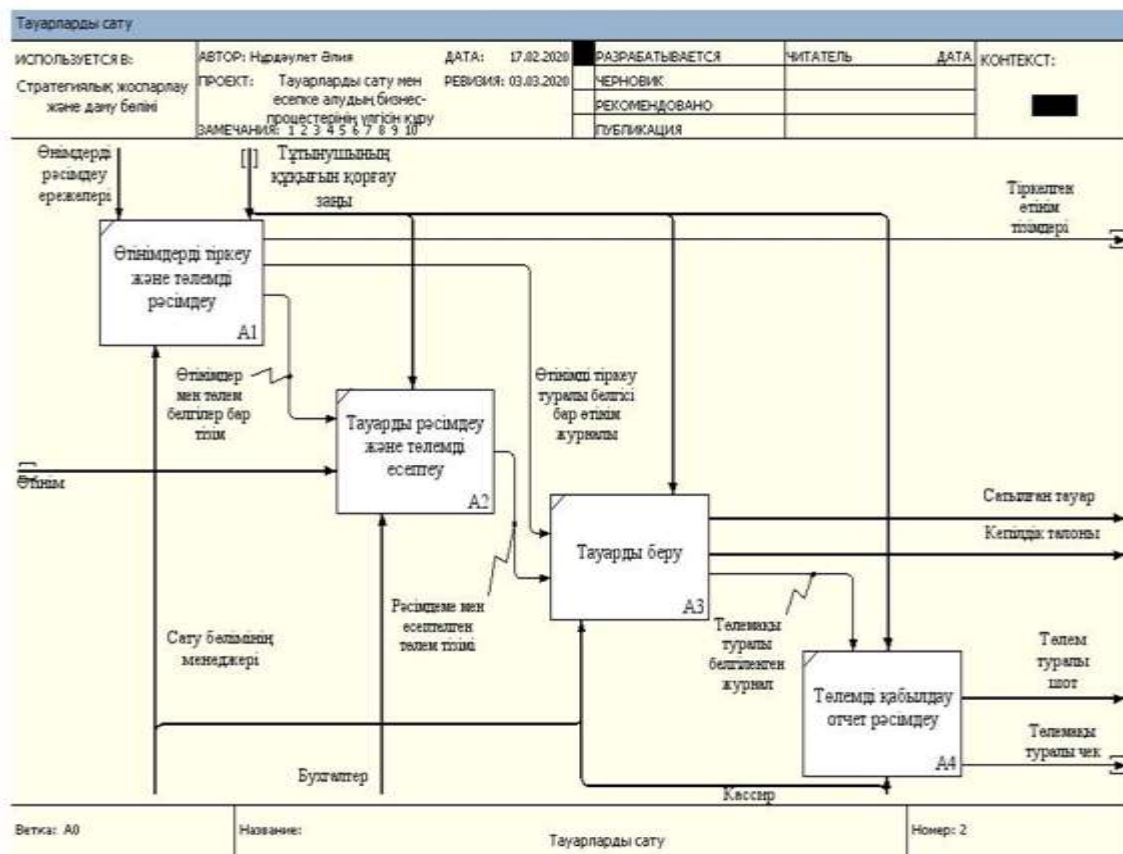 Тауарларды сату
ИСПОЛЬЗУЕТСЯ В:
Стратегиялық жоспарлау
және даму бөлімі
АВТОР: Нұрдәулет Әлия
ДАТА: 17.02.2020
ПРОЕКТ: Тауарларды сату мен
есепке алудың бизнес-
процестерінің үлгісін құру
РЕВИЗИЯ: 03.03.2020
ЗАМЕЧАНИЯ: 1 2 3 4 5 6 7 8 9 10
РАЗРАБАТЫВАЕТСЯ
ЧЕРНОВИК
РЕКОМЕНДОВАНО
ПУБЛИКАЦИЯ
ЧИТАТЕЛЬ
ДАТА
КОНТЕКСТ:
Өнімдерді
рәсімдеу
ережелері
Тұтынушының
құқығын қорғау
заңы
Тіркелген
өтінім
тізімдері
Өтінімдерді тіркеу
және төлемді
рәсімдеу
A1
Өтінімдер
мен төлем
белгілер бар
тізім
Өтінімді тіркеу
туралы белгісі
бар өтінім
журналы
Тауарды рәсімдеу
және төлемді
есептеу
A2
Өтінім
Сатылған тауар
Кепілдік талоны
Тауарды беру
A3
Рәсімдеме мен
есептелген
төлем тізімі
Төлемақы
туралы
белгіленген
журнал
Сату бөлімінің
менеджері
Төлем
туралы
шот
Төлемді қабылдау
отчет рәсімдеу
A4
Төлемақы
туралы чек
Бухгалтер
Кассир
Ветка: A0
Название:
Тауарларды сату
Номер: 2